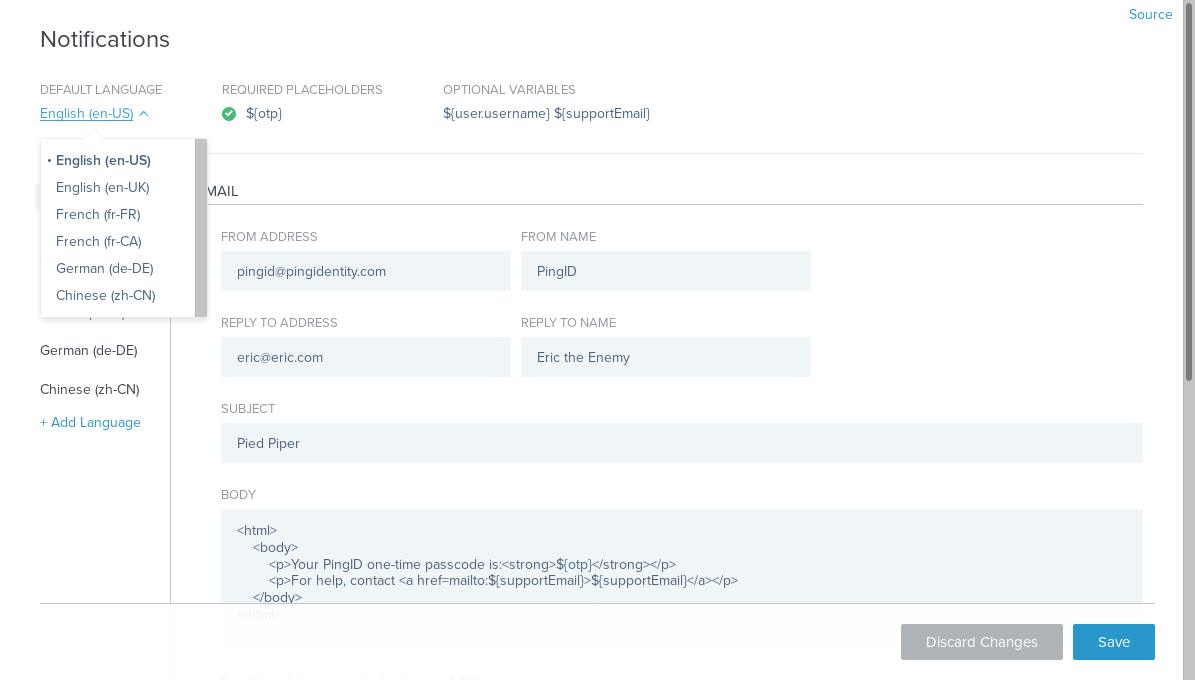 Source
Notifications
DEFAULT LANGUAGE
REQUIRED PLACEHOLDERS
OPTIONAL VARIABLES
English (en-US)
${otp}
${user.username} ${supportEmail}
• English (en-US)
English (en-UK)
French (fr-FR)
French (fr-CA)
German (de-DE)
Chinese (zh-CN)
German (de-DE)
Chinese (zh-CN)
+ Add Language
MAIL
FROM ADDRESS
FROM NAME
pingid@pingidentity.com
PingID
REPLY TO ADDRESS
REPLY TO NAME
eric@eric.com
Eric the Enemy
SUBJECT
Pied Piper
BODY
<html>
<body>
<p>Your PingID one-time passcode is:<strong>${otp}</strong></p>
<p>For help, contact <a href=mailto:${supportEmail}>${supportEmail}</a></p>
</body>
</html>
Discard Changes
Save